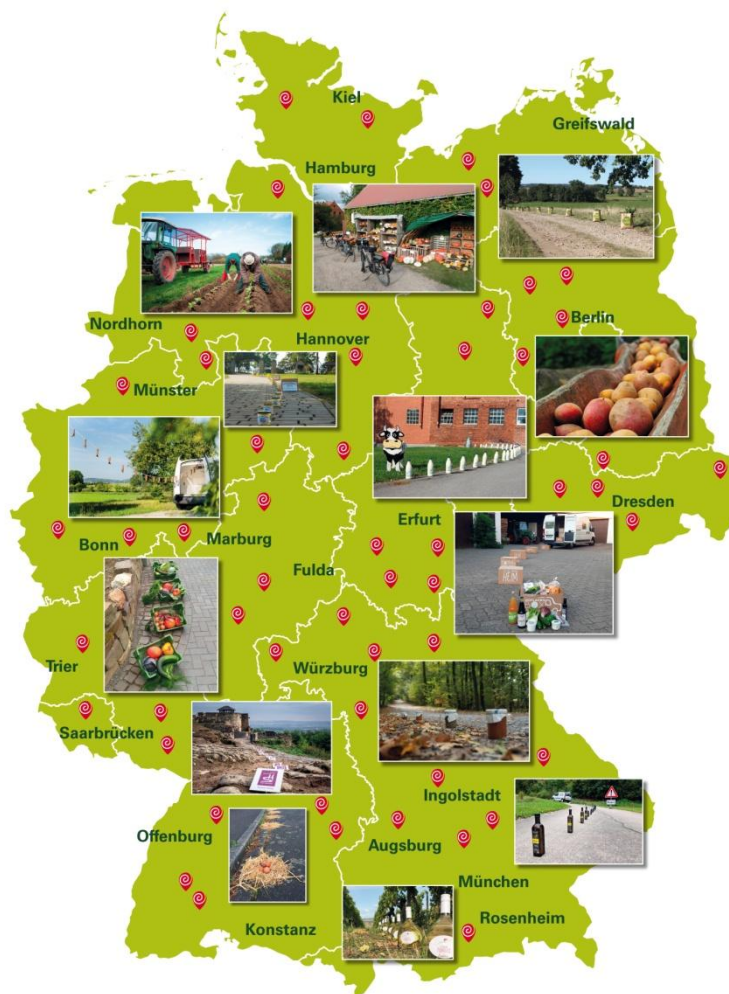 Kiel
Greifswald
Hamburg
Berlin
Nordhorn
Hannover
Münster
Dresden
Erfurt
Bonn
Marburg
Fulda
Trier
Würzburg
Saarbrücken
Ingolstadt
Offenburg
Augsburg
München
Konstanz
Rosenheim